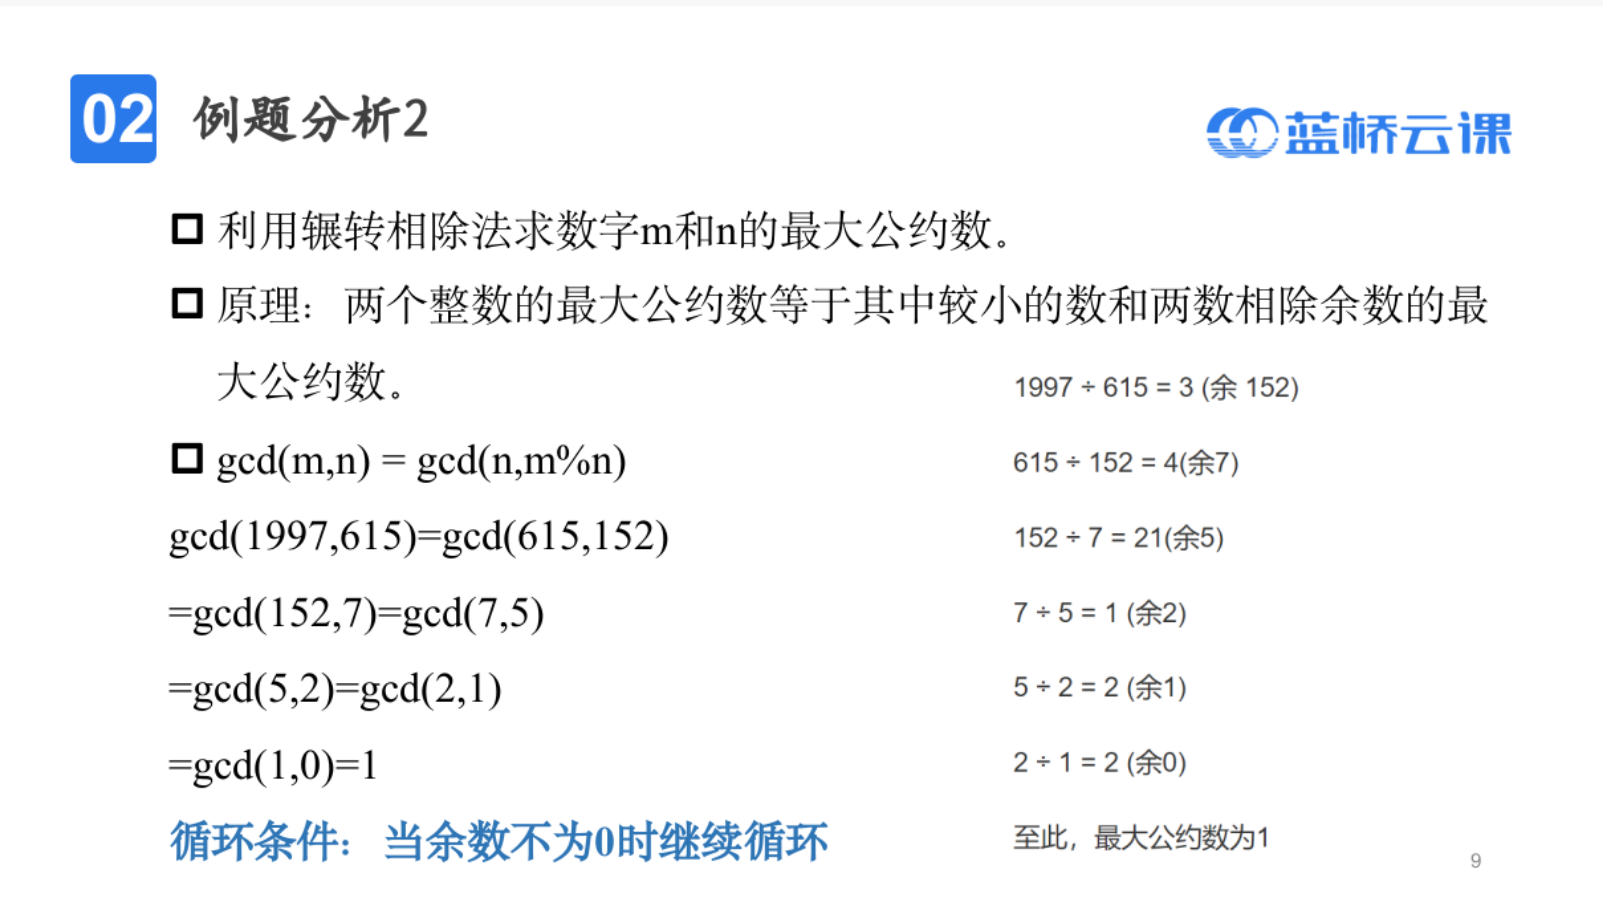 02 例题分析2
蓝桥云课
利用辗转相除法求数字m和n的最大公约数。
原理：两个整数的最大公约数等于其中较小的数和两数相除余数的最
大公约数。
1997 ÷ 615 = 3 (余 152)
gcd(m,n) = gcd(n,m%n)
615 ÷ 152 = 4(余7)
gcd(1997,615)=gcd(615,152)
152 ÷ 7 = 21(余5)
=gcd(152,7)=gcd(7,5)
7 ÷ 5 = 1 (余2)
=gcd(5,2)=gcd(2,1)
5 ÷ 2 = 2 (余1)
=gcd(1,0)=1
2 ÷ 1 = 2 (余0)
循环条件：当余数不为0时继续循环
至此，最大公约数为1
9